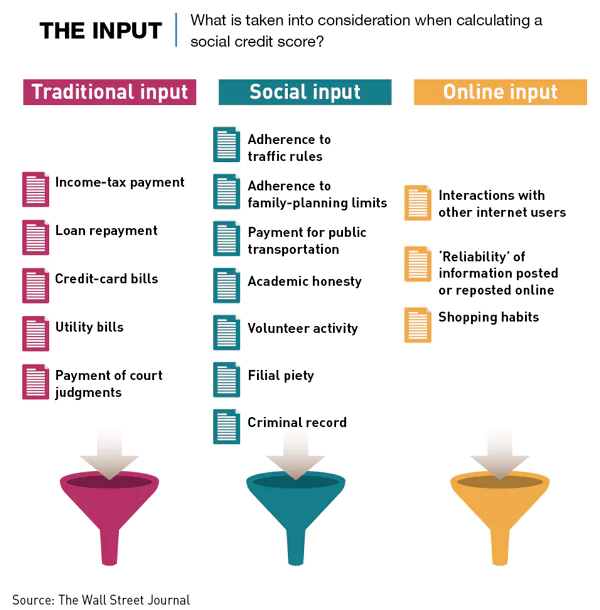 THE INPUT
What is taken into consideration when calculating a
social credit score?
Traditional input
Income-tax payment
Loan repayment
Credit-card bills
Utility bills
Payment of court
judgments
Social input
Adherence to
traffic rules
Adherence to
family-planning limits
Payment for public
transportation
Academic honesty
Volunteer activity
Filial piety
Criminal record
Online input
Interactions with
other internet users
‘Reliability’ of
information posted
or reposted online
Shopping habits
Source: The Wall Street Journal